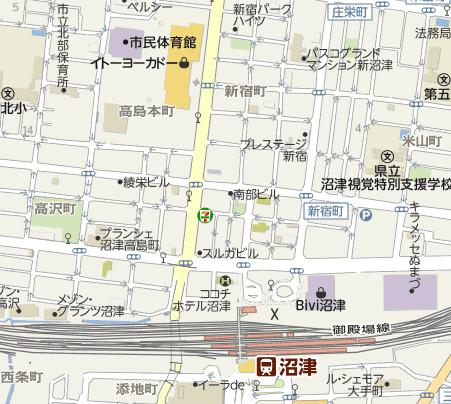 ベルシー
新宿パーク
ハイツ
庄栄町
法務局
市立北部保育所
市民体育館
イトーヨーカドー
パスコグランド
マンション新沼津
新宿町
第五
北小
高島本町
14
プレステージ
新宿
米山町
県立
沼津視覚特別支援学校
綾栄ビル
南部ビル
高沢町
新宿町
P
キラメッセぬまづ
プランシェ
沼津高島町
スルガビル
メゾン・
高沢
メゾン・
グランツ沼津
ココチ
ホテル沼津
H
Bivi沼津
御殿場線
沼津
西条町
添地町
イーラde
ル・シェモア
大手町